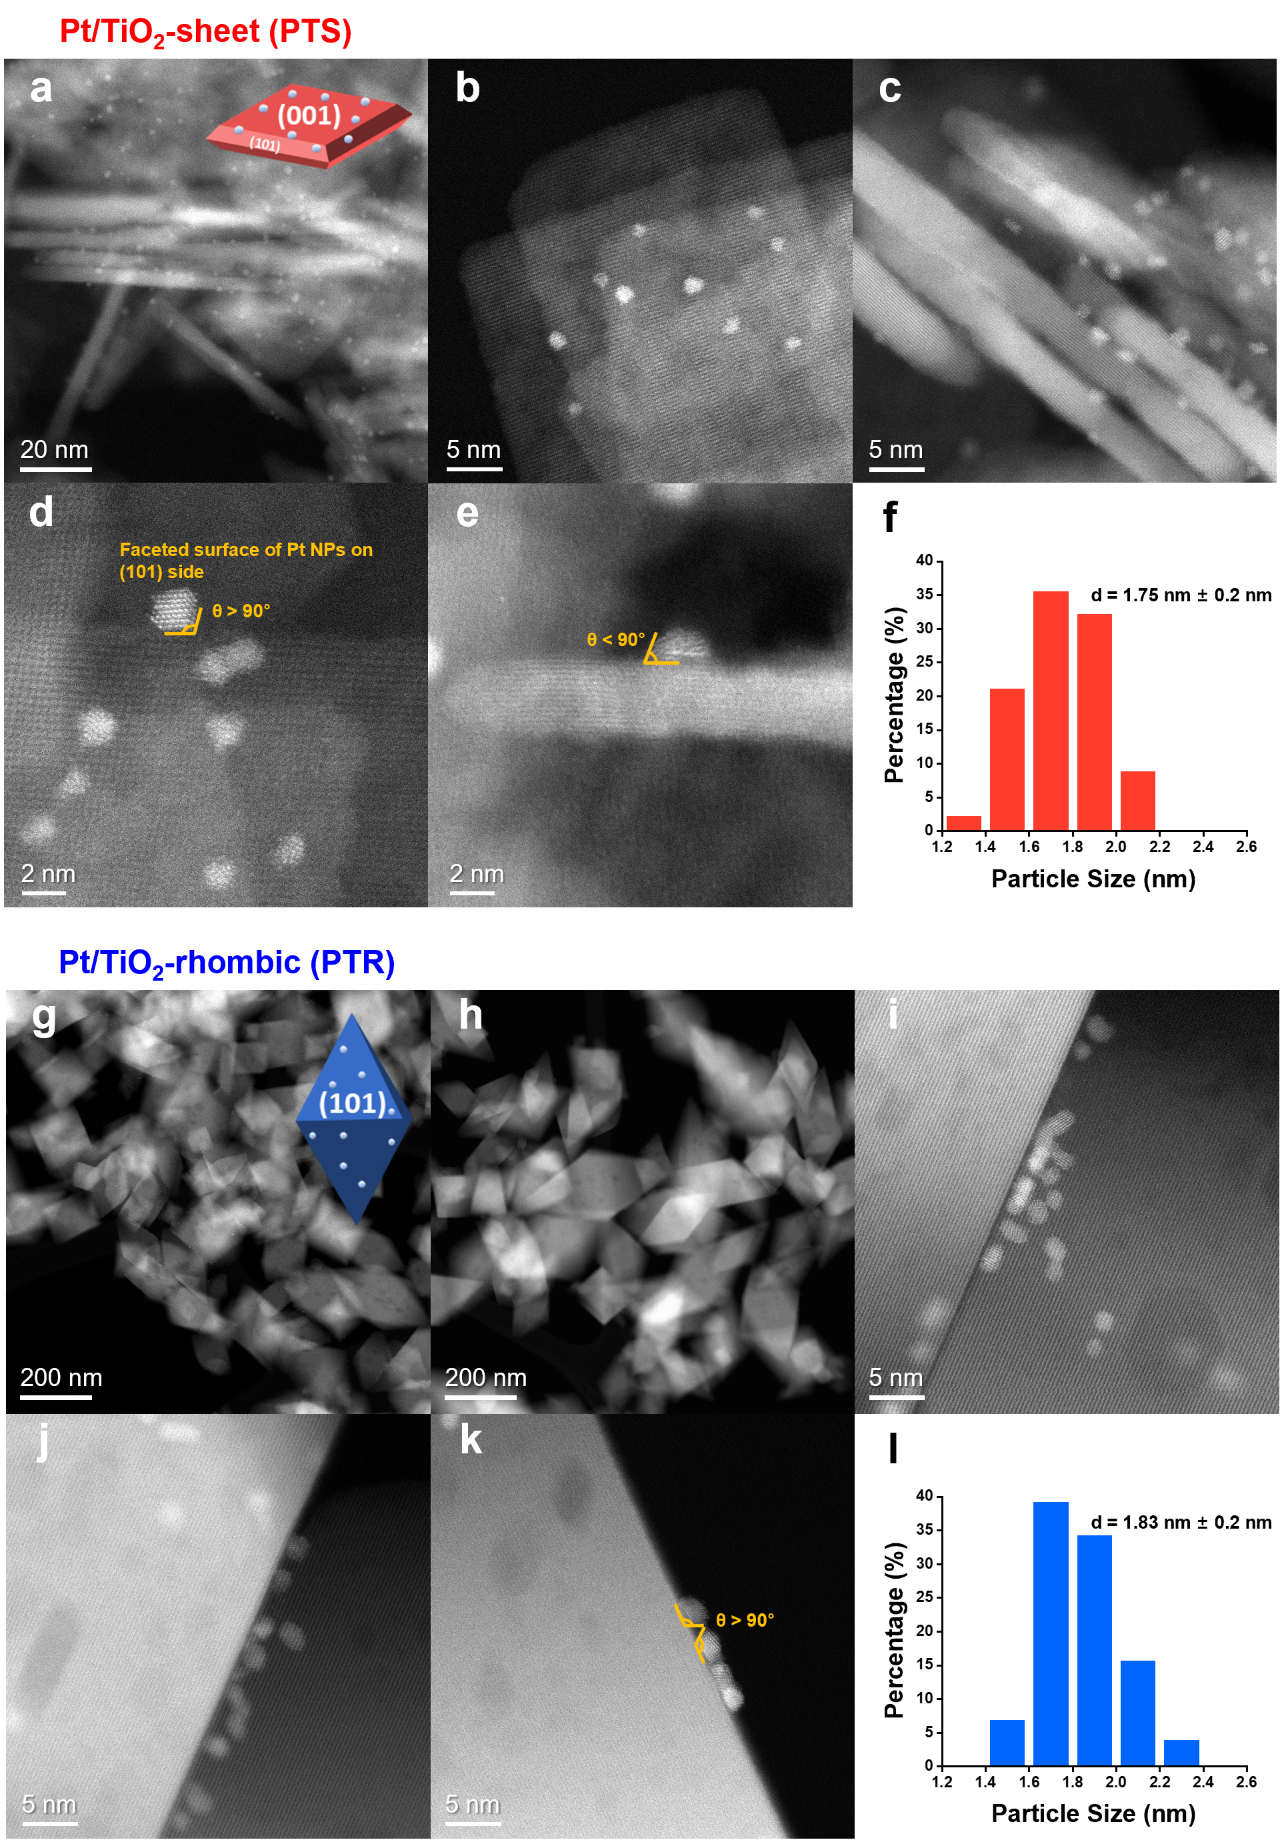 Pt/TiO₂-sheet (PTS)
a
(001)
(101)
20 nm
b
5 nm
c
5 nm
d
Faceted surface of Pt NPs on
(101) side
θ > 90°
2 nm
e
θ < 90°
2 nm
f
d = 1.75 nm ± 0.2 nm
Percentage (%)
40
35
30
25
20
15
10
5
0
1.2 1.4 1.6 1.8 2.0 2.2 2.4 2.6
Particle Size (nm)
Pt/TiO₂-rhombic (PTR)
g
(101)
200 nm
h
200 nm
i
5 nm
j
5 nm
k
θ > 90°
5 nm
l
d = 1.83 nm ± 0.2 nm
Percentage (%)
40
35
30
25
20
15
10
5
0
1.2 1.4 1.6 1.8 2.0 2.2 2.4 2.6
Particle Size (nm)